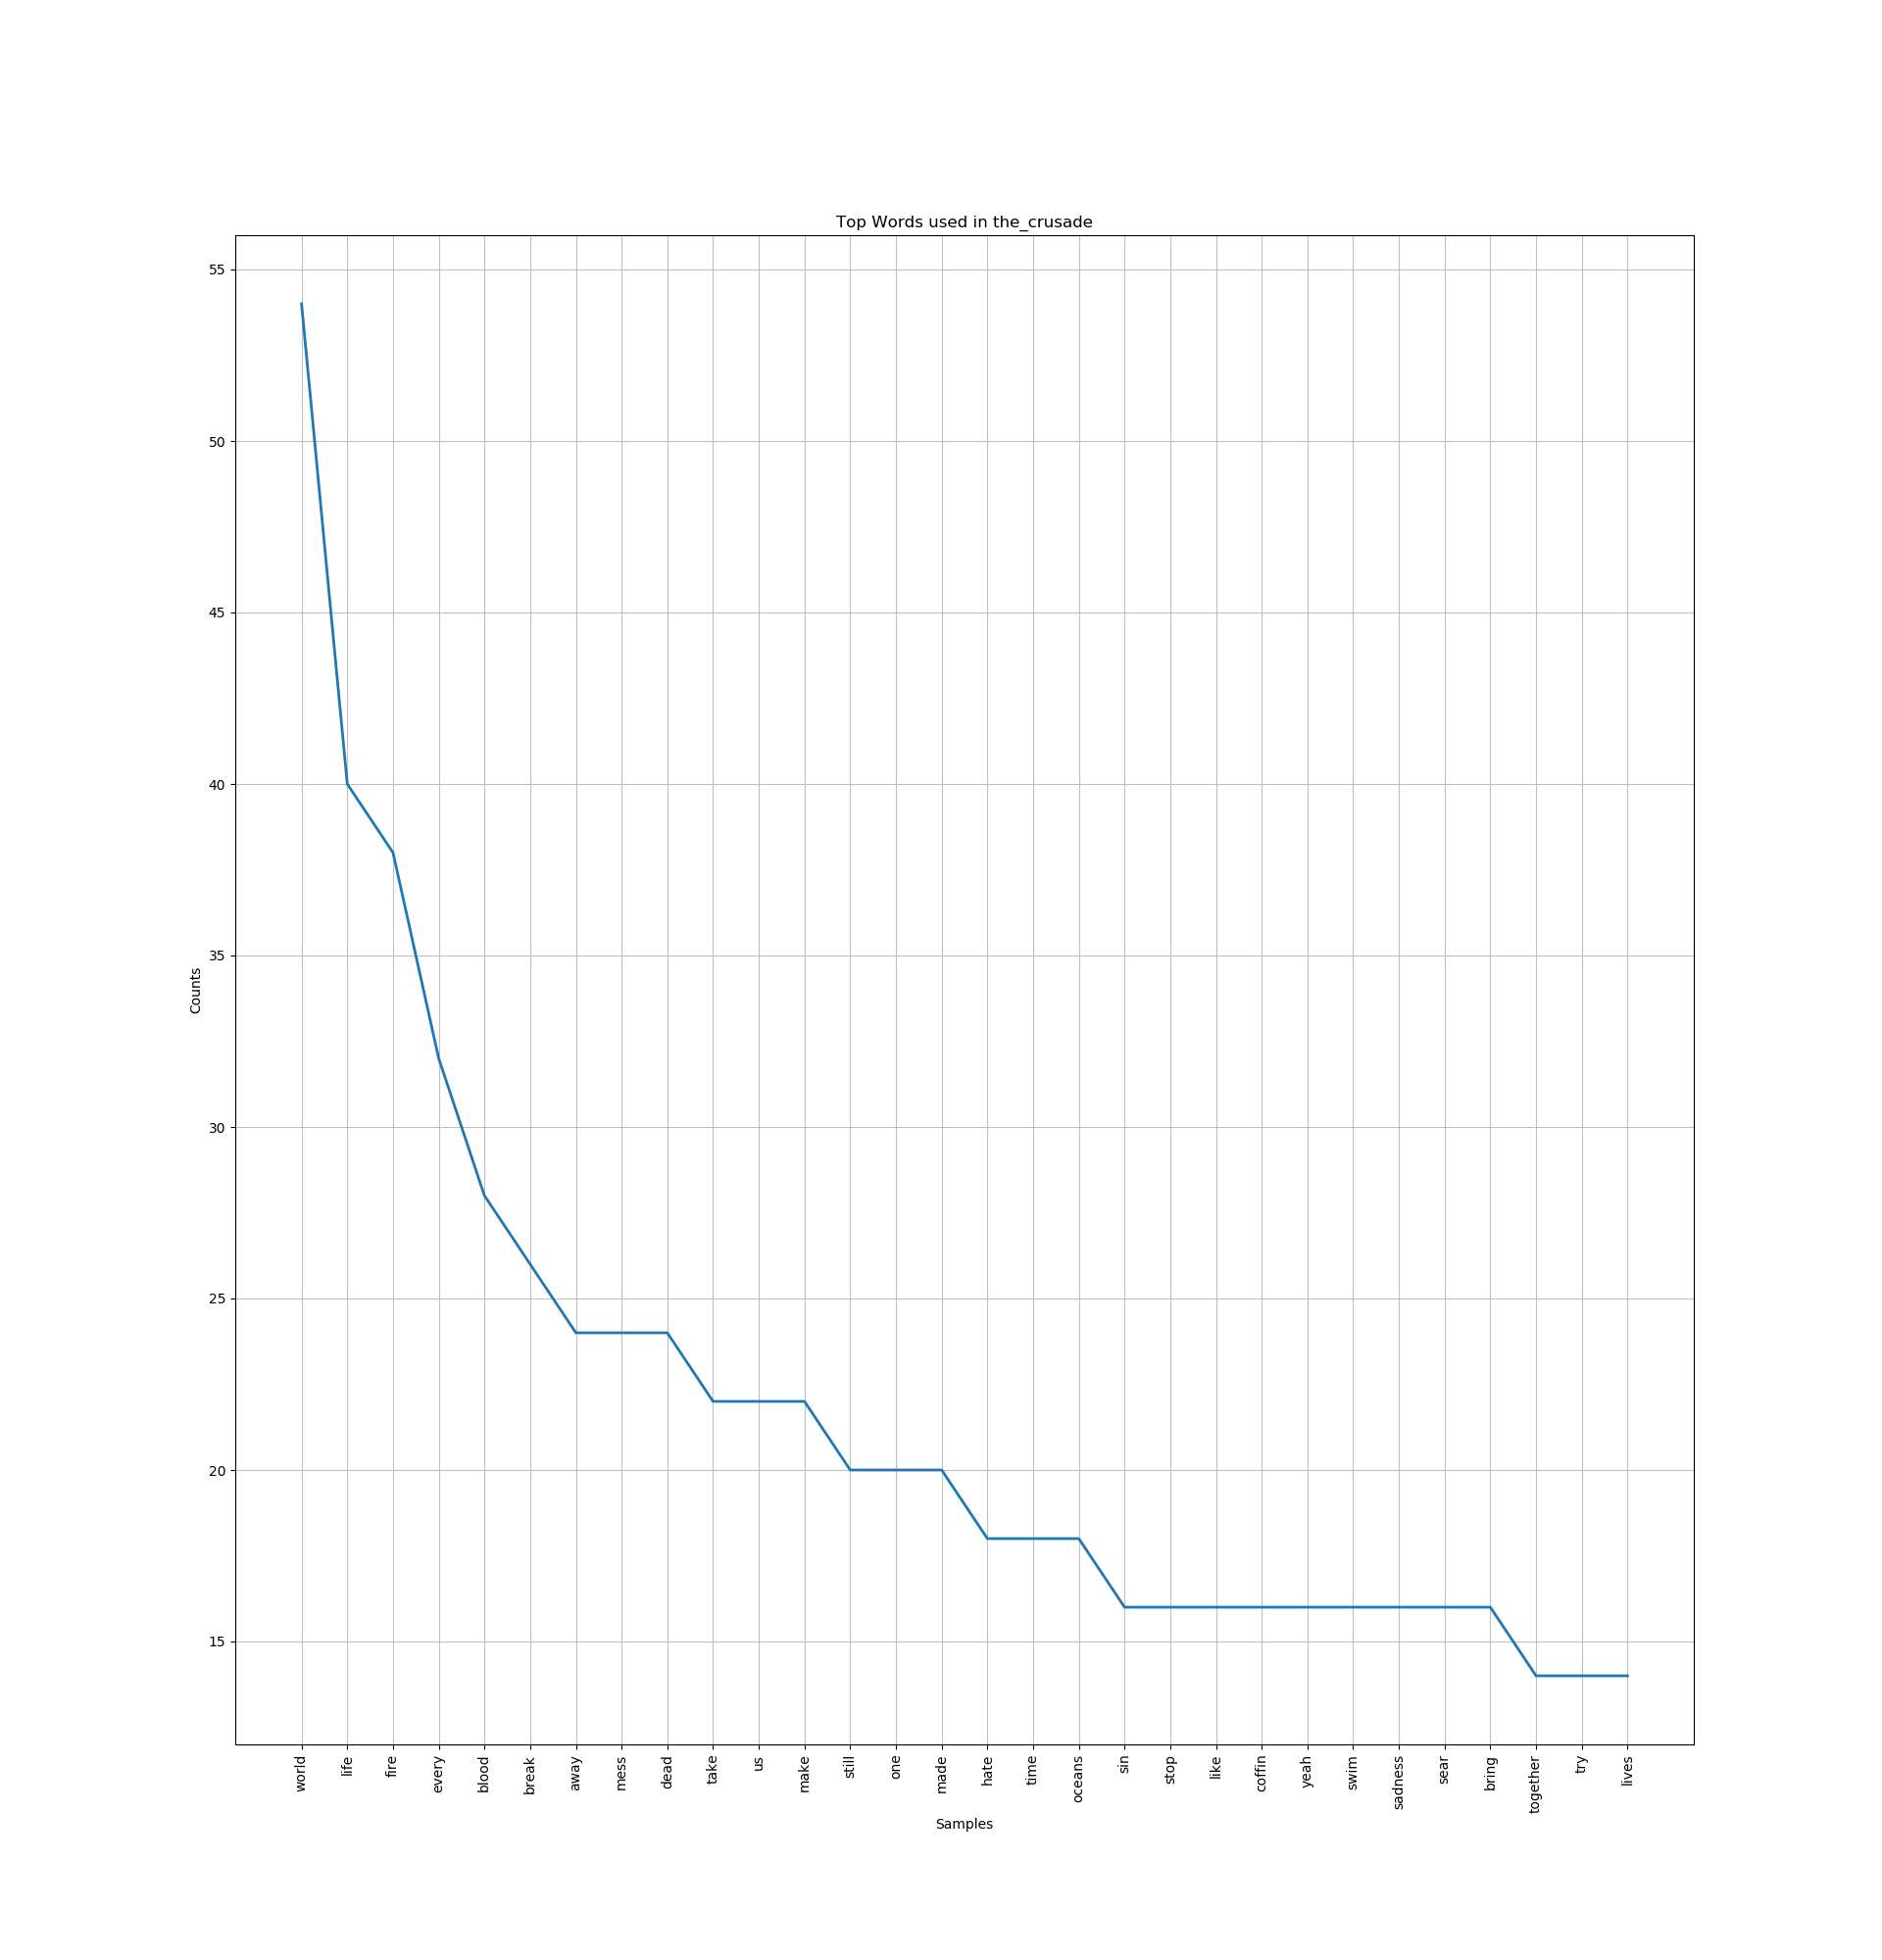 Top Words used in the_crusade
55
50
45
40
35
30
25
20
15
Counts
world
life
fire
every
blood
break
away
mess
dead
take
us
make
still
one
made
hate
time
oceans
sin
stop
like
coffin
yeah
swim
sadness
sear
bring
together
try
lives
Samples